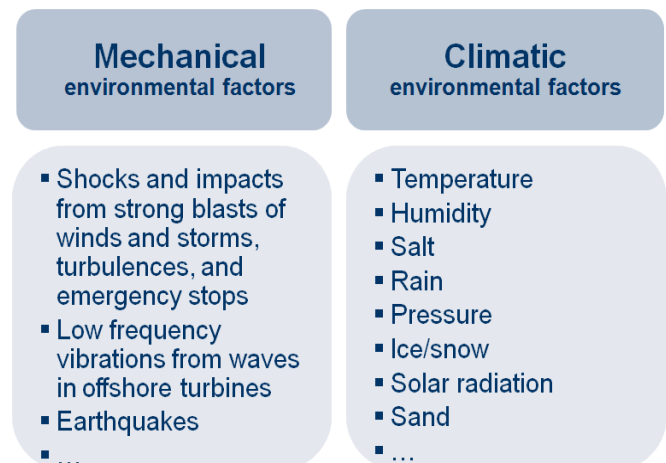 Mechanical
environmental factors
▪ Shocks and impacts
from strong blasts of
winds and storms,
turbulences, and
emergency stops
▪ Low frequency
vibrations from waves
in offshore turbines
▪ Earthquakes
▪ ...
Climatic
environmental factors
▪ Temperature
▪ Humidity
▪ Salt
▪ Rain
▪ Pressure
▪ Ice/snow
▪ Solar radiation
▪ Sand
▪ ...